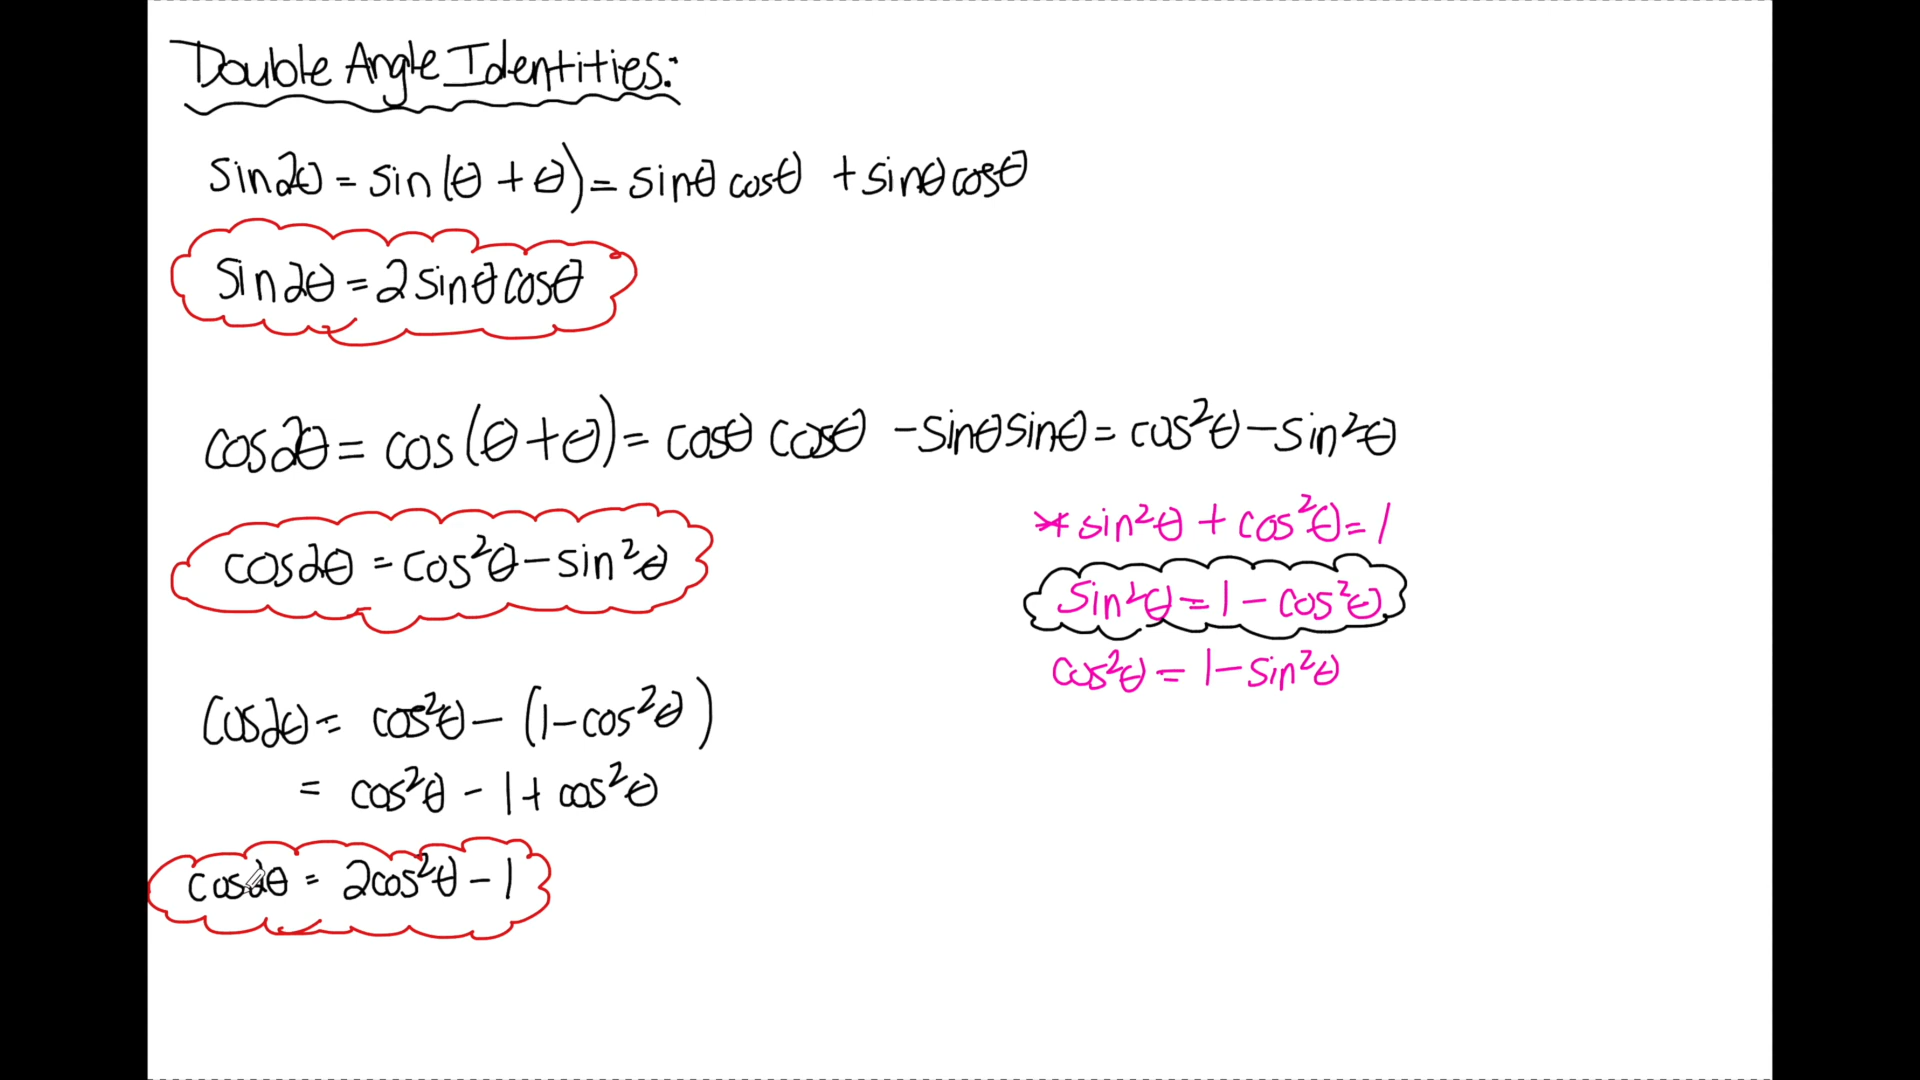 Double Angle Identities:
sin2θ = sin(θ + θ) = sinθ cosθ + sinθ cosθ
sin2θ = 2 sinθ cosθ
cos2θ = cos(θ + θ) = cosθ cosθ - sinθ sinθ = cos²θ - sin²θ
cos2θ = cos²θ - sin²θ
cos2θ = cos²θ - (1 - cos²θ)
= cos²θ - 1 + cos²θ
cos2θ = 2cos²θ - 1
* sin²θ + cos²θ = 1
sin²θ = 1 - cos²θ
cos²θ = 1 - sin²θ